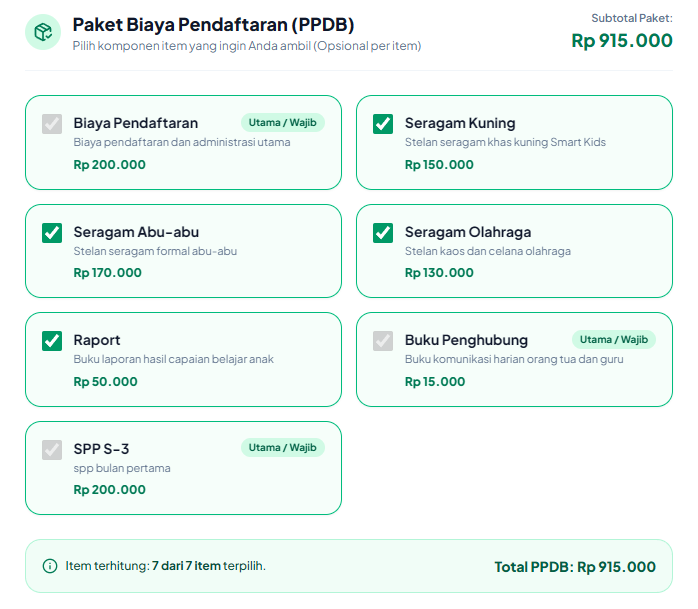 Paket Biaya Pendaftaran (PPDB)
Pilih komponen item yang ingin Anda ambil (Opsional per item)
Subtotal Paket:
Rp 915.000
Biaya Pendaftaran
Utama / Wajib
Biaya pendaftaran dan administrasi utama
Rp 200.000
Seragam Kuning
Stelan seragam khas kuning Smart Kids
Rp 150.000
Seragam Abu-abu
Stelan seragam formal abu-abu
Rp 170.000
Seragam Olahraga
Stelan kaos dan celana olahraga
Rp 130.000
Raport
Buku laporan hasil capaian belajar anak
Rp 50.000
Buku Penghubung
Utama / Wajib
Buku komunikasi harian orang tua dan guru
Rp 15.000
SPP S-3
Utama / Wajib
spp bulan pertama
Rp 200.000
Item terhitung: 7 dari 7 item terpilih.
Total PPDB: Rp 915.000